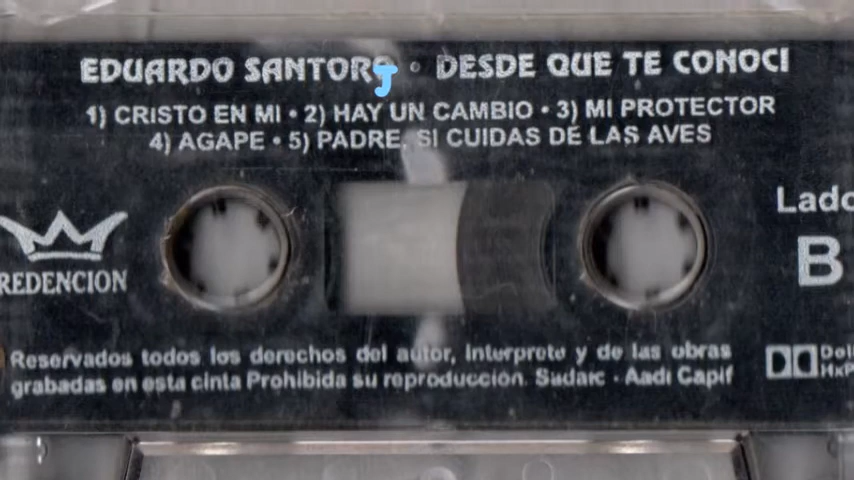 EDUARDO SANTORO • DESDE QUE TE CONOCI
J
1) CRISTO EN MI • 2) HAY UN CAMBIO • 3) MI PROTECTOR
4) AGAPE • 5) PADRE, SI CUIDAS DE LAS AVES
Lado
B
REDENCION
Reservados todos los derechos del autor, interprete y de las obras
grabadas en esta cinta Prohibida su reproducción. Sadaic - Aadi Capif